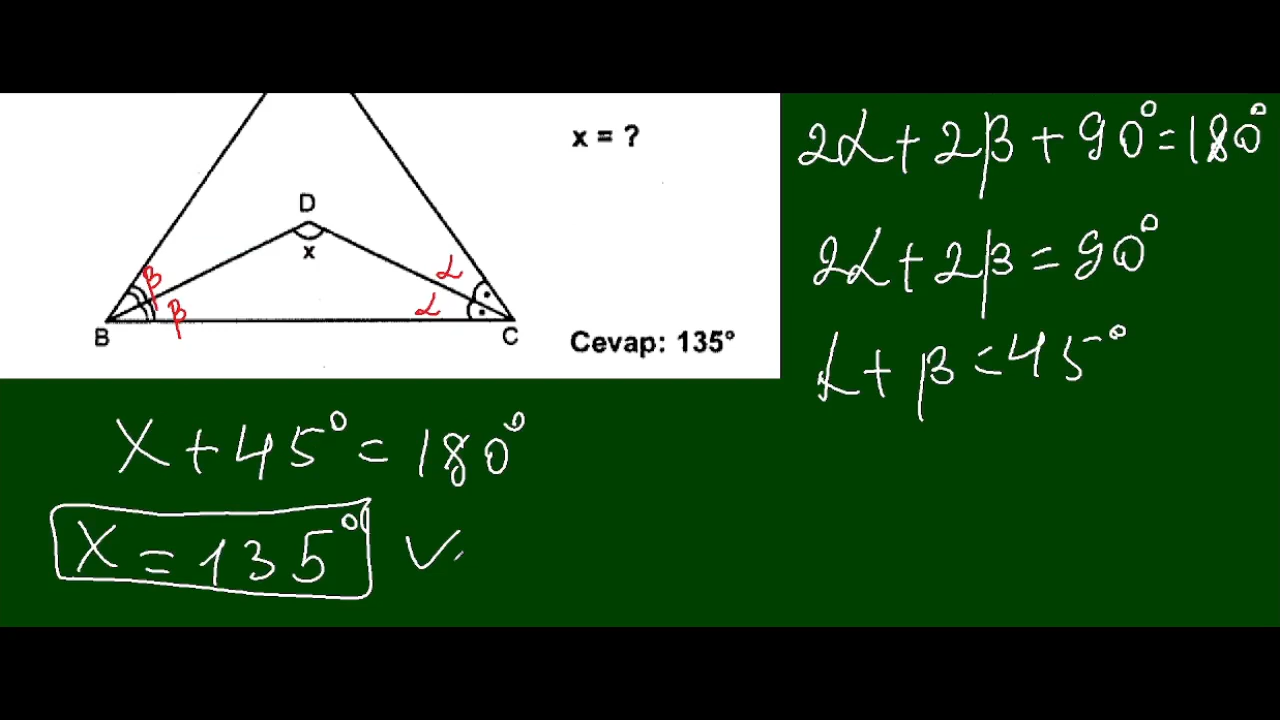 x = ?
D
x
β
β
α
α
B
C
Cevap: 135°
2α + 2β + 90° = 180°
2α + 2β = 90°
α + β = 45°
X + 45° = 180°
X = 135°